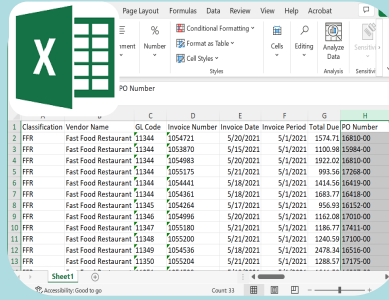 X
Page Layout Formulas Data Review View Help Acrobat
Conditional Formatting
Format as Table
Cell Styles
Number
Cells
Editing
Analyze Data
Sensitivity
Styles
Analysis
PO Number
A B C D E F G H
1 Classification Vendor Name GL Code Invoice Number Invoice Date Invoice Period Total Due PO Number
2 FFR Fast Food Restaurant 11344 1054721 5/20/2021 5/1/2021 1574.71 16810-00
3 FFR Fast Food Restaurant 11344 1053870 5/15/2021 5/1/2021 1100.98 15984-00
4 FFR Fast Food Restaurant 11344 1054983 5/20/2021 5/1/2021 1922.02 16810-00
5 FFR Fast Food Restaurant 11344 1055175 5/21/2021 5/1/2021 993.56 17268-00
6 FFR Fast Food Restaurant 11344 1054441 5/18/2021 5/1/2021 1414.56 16419-00
7 FFR Fast Food Restaurant 11344 1054361 5/18/2021 5/1/2021 1683.77 16418-00
8 FFR Fast Food Restaurant 11345 1054264 5/17/2021 5/1/2021 956.93 16152-00
9 FFR Fast Food Restaurant 11346 1054996 5/20/2021 5/1/2021 1162.08 17010-00
10 FFR Fast Food Restaurant 11347 1055180 5/21/2021 5/1/2021 1186.77 17411-00
11 FFR Fast Food Restaurant 11348 1055200 5/21/2021 5/1/2021 1240.59 17100-00
12 FFR Fast Food Restaurant 11349 1054536 5/18/2021 5/1/2021 2478.34 16516-00
13 FFR Fast Food Restaurant 11350 1055204 5/21/2021 5/1/2021 1288.57 17175-00
Sheet1
Accessibility: Good to go Count: 33